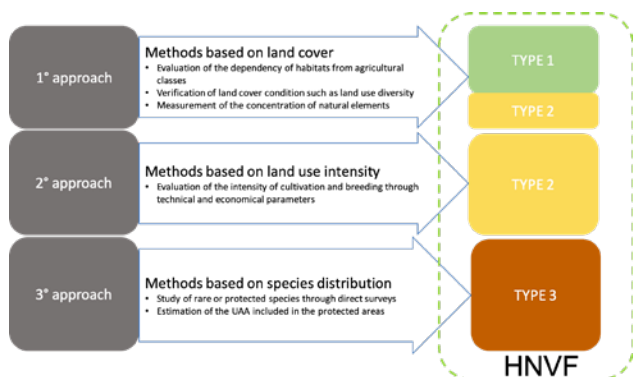 1° approach
Methods based on land cover
• Evaluation of the dependency of habitats from agricultural
classes
• Verification of land cover condition such as land use diversity
• Measurement of the concentration of natural elements
TYPE 1
TYPE 2
2° approach
Methods based on land use intensity
• Evaluation of the intensity of cultivation and breeding through
technical and economical parameters
TYPE 2
3° approach
Methods based on species distribution
• Study of rare or protected species through direct surveys
• Estimation of the UAA included in the protected areas
TYPE 3
HNVF